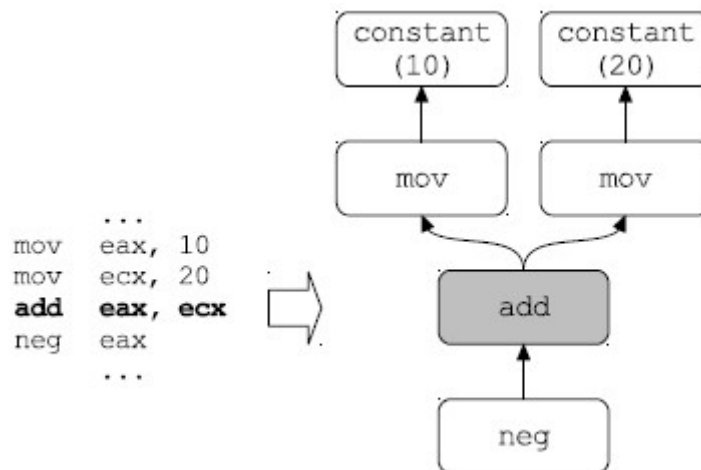 constant
(10)
constant
(20)
mov
mov
...
mov eax, 10
mov ecx, 20
add eax, ecx
neg eax
...
add
neg